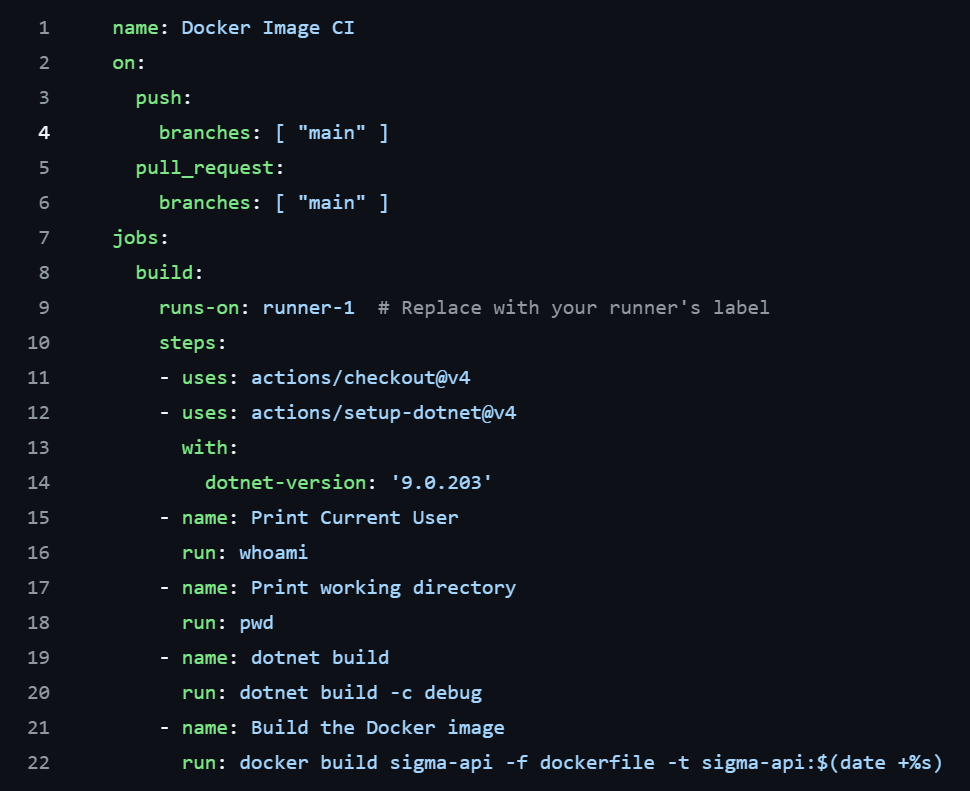 1 name: Docker Image CI
2 on:
3 push:
4 branches: [ "main" ]
5 pull_request:
6 branches: [ "main" ]
7 jobs:
8 build:
9 runs-on: runner-1  # Replace with your runner's label
10 steps:
11 - uses: actions/checkout@v4
12 - uses: actions/setup-dotnet@v4
13 with:
14 dotnet-version: '9.0.203'
15 - name: Print Current User
16 run: whoami
17 - name: Print working directory
18 run: pwd
19 - name: dotnet build
20 run: dotnet build -c debug
21 - name: Build the Docker image
22 run: docker build sigma-api -f dockerfile -t sigma-api:$(date +%s)